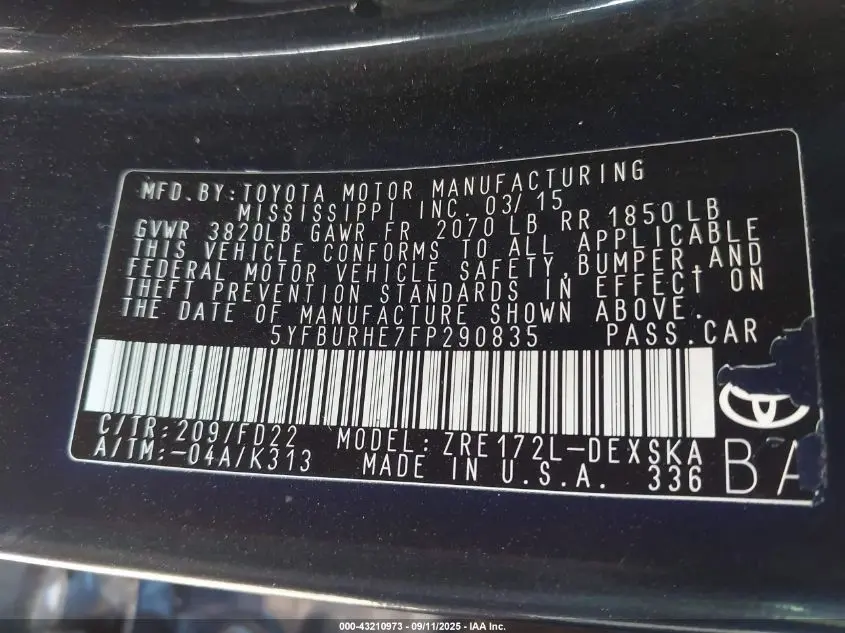 MFD.BY:TOYOTA MOTOR MANUFACTURING
MISSISSIPPI INC. 03/15
GVWR 3820LB GAWR FR 2070 LB RR 1850 LB
THIS VEHICLE CONFORMS TO ALL APPLICABLE
FEDERAL MOTOR VEHICLE SAFETY,BUMPER,AND
THEFT PREVENTION STANDARDS IN EFFECT ON
THE DATE OF MANUFACTURE SHOWN ABOVE.
5YFBURHE7FP290835 PASS.CAR
C/TR:209/FD22 MODEL:ZRE172L-DEXSKA
A/TM:-04A/K313 MADE IN U.S.A. 336 BA
000-43210973 - 09/11/2025 - IAA Inc.